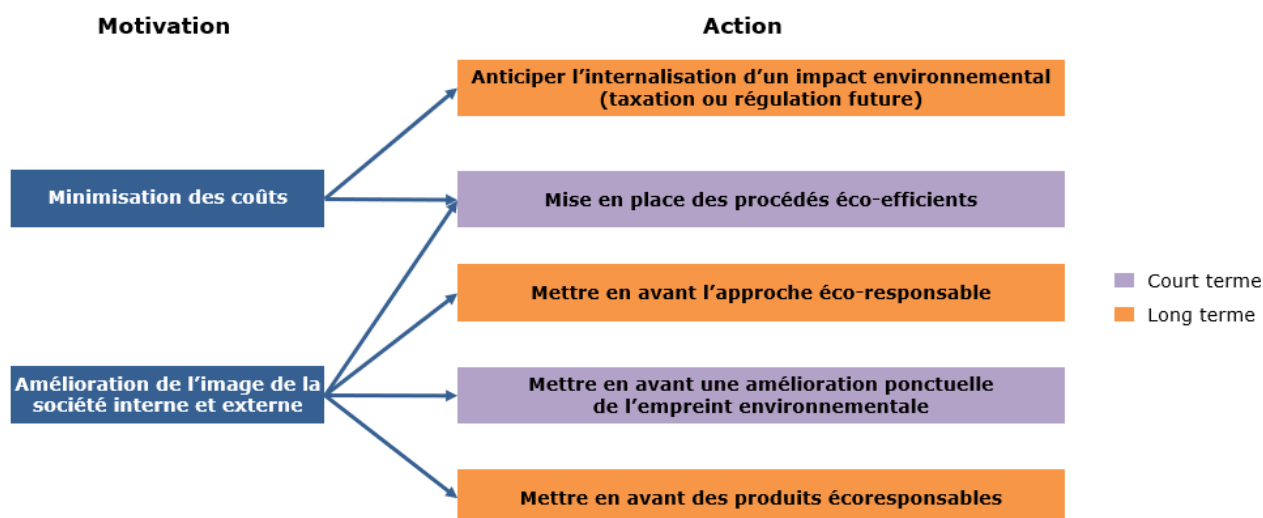 Motivation
Action
Anticiper l’internalisation d’un impact environnemental
(taxation ou régulation future)
Minimisation des coûts
Mise en place des procédés éco-efficients
Mettre en avant l’approche éco-responsable
Court terme
Long terme
Amélioration de l’image de la
société interne et externe
Mettre en avant une amélioration ponctuelle
de l’empreint environnementale
Mettre en avant des produits écoresponsables